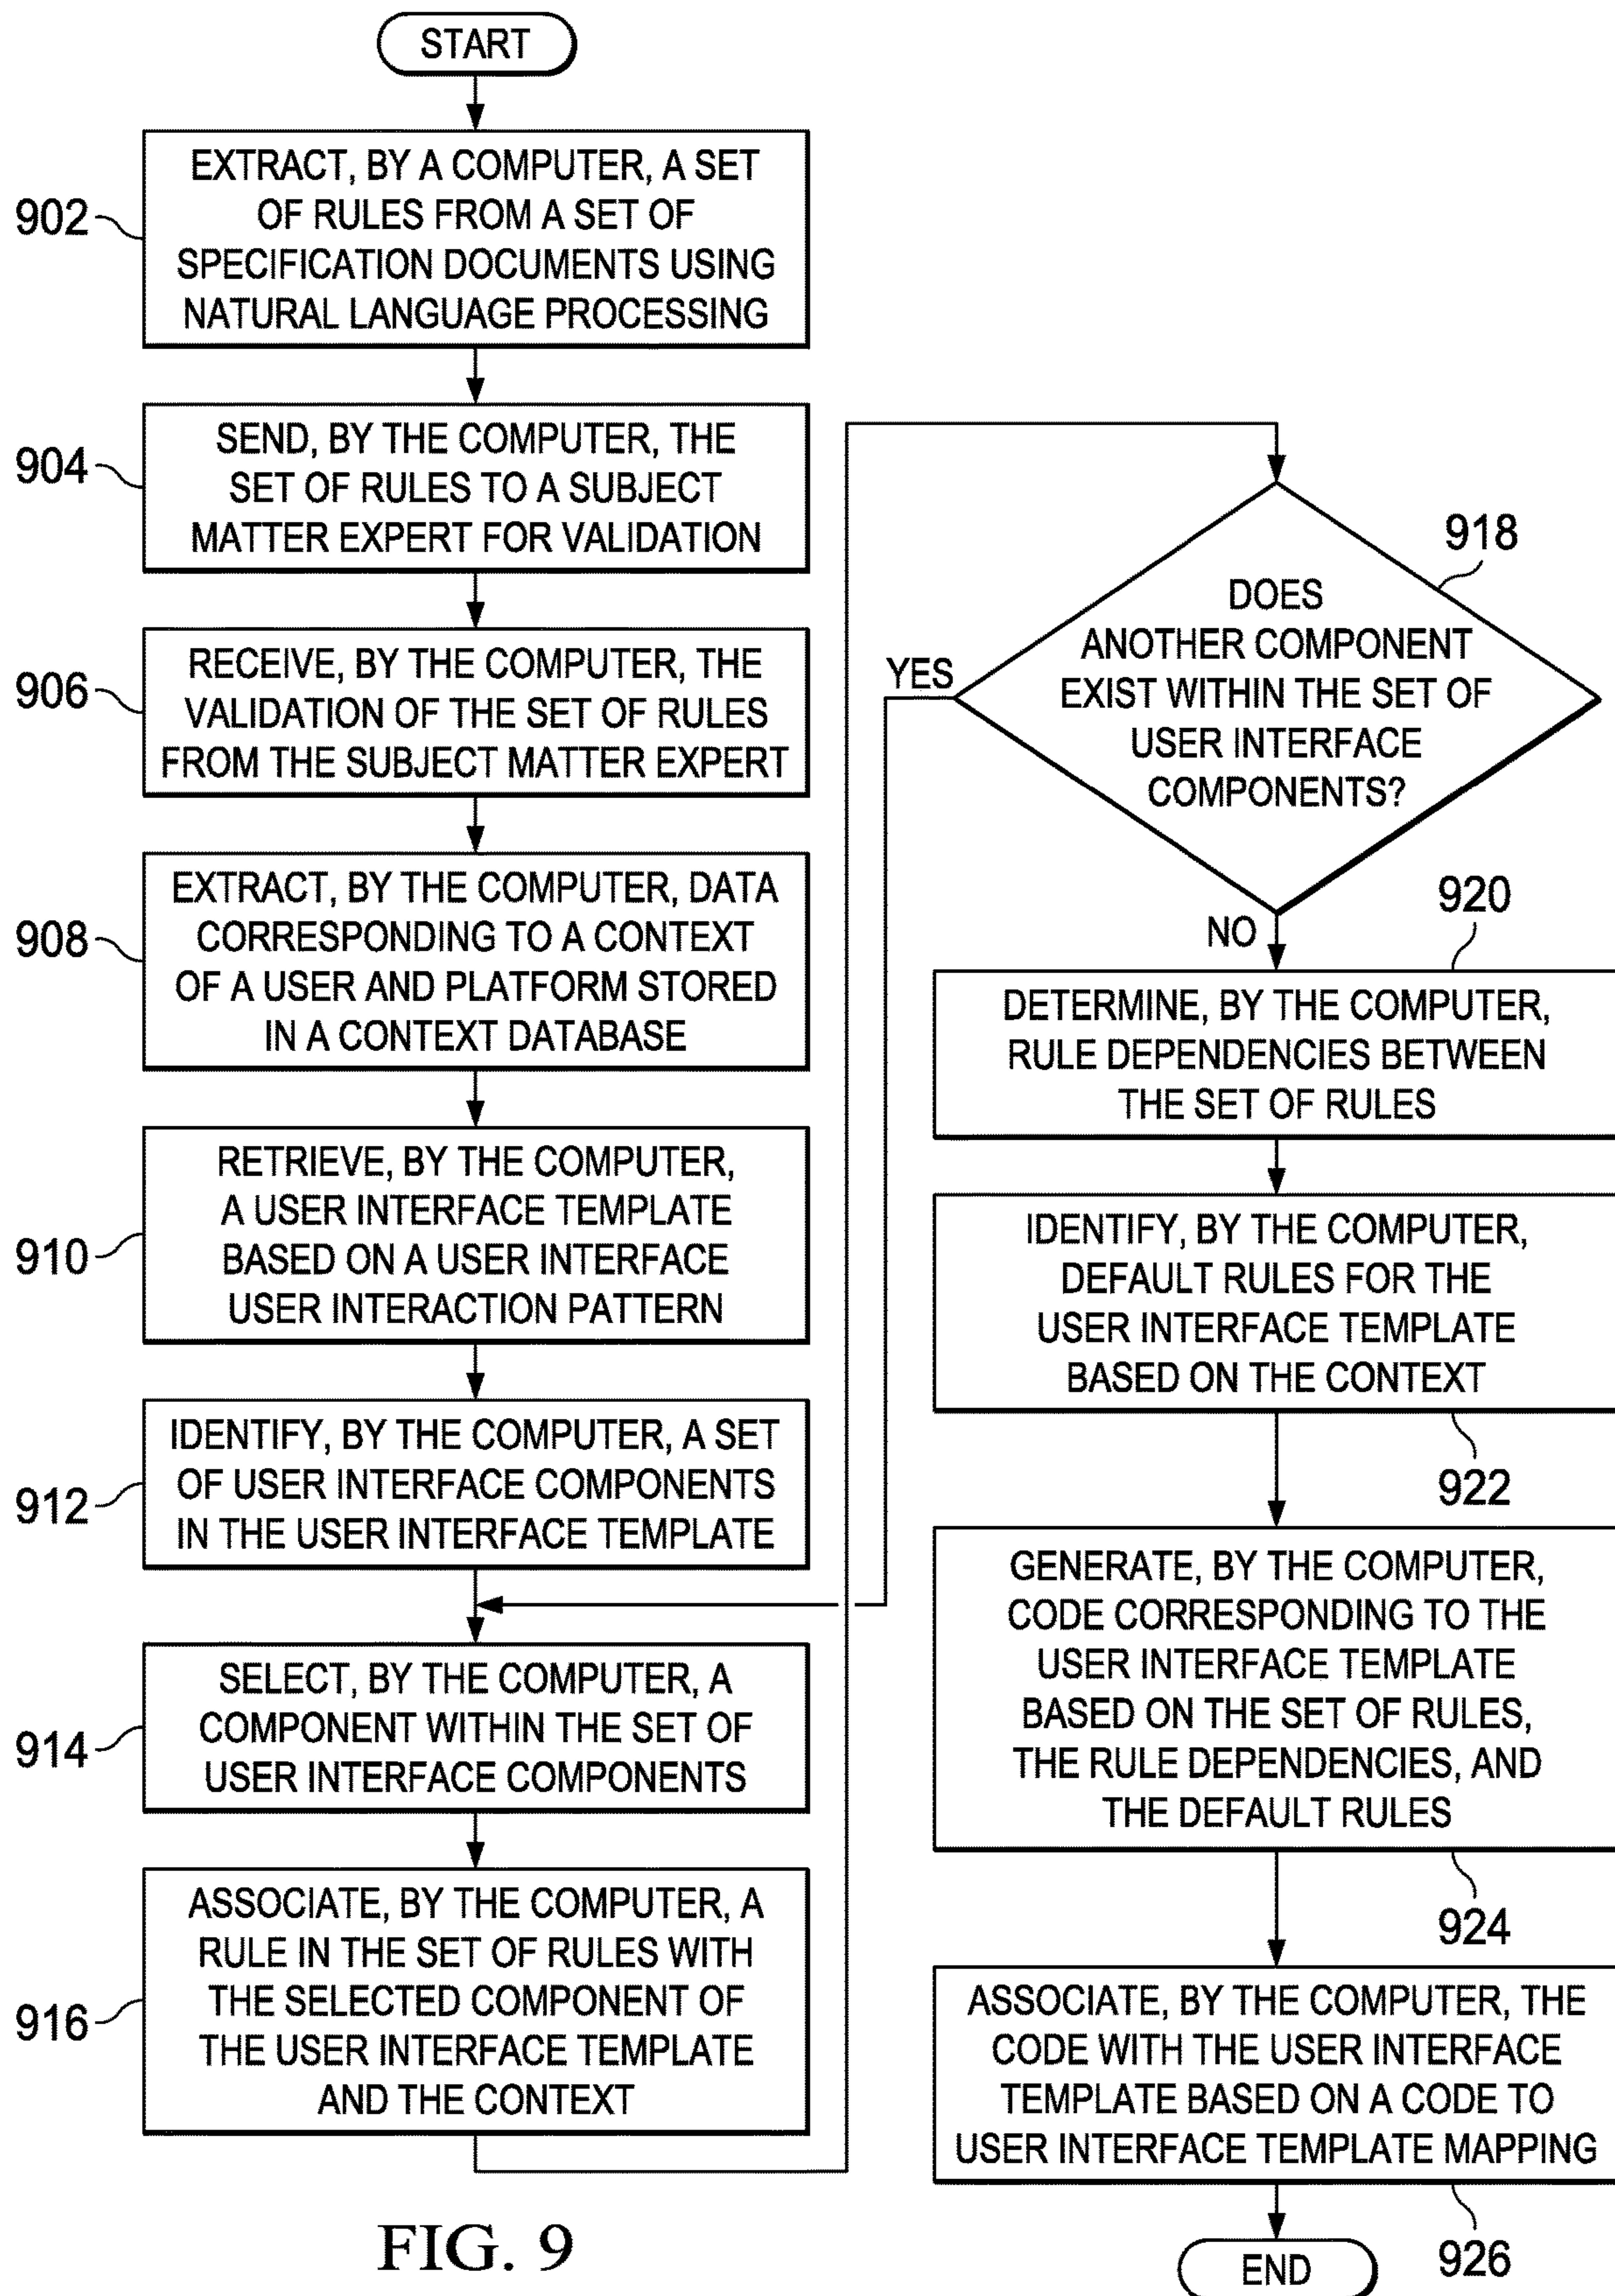 START
902
EXTRACT, BY A COMPUTER, A SET
OF RULES FROM A SET OF
SPECIFICATION DOCUMENTS USING
NATURAL LANGUAGE PROCESSING
904
SEND, BY THE COMPUTER, THE
SET OF RULES TO A SUBJECT
MATTER EXPERT FOR VALIDATION
906
RECEIVE, BY THE COMPUTER, THE
VALIDATION OF THE SET OF RULES
FROM THE SUBJECT MATTER EXPERT
908
EXTRACT, BY THE COMPUTER, DATA
CORRESPONDING TO A CONTEXT
OF A USER AND PLATFORM STORED
IN A CONTEXT DATABASE
910
RETRIEVE, BY THE COMPUTER,
A USER INTERFACE TEMPLATE
BASED ON A USER INTERFACE
USER INTERACTION PATTERN
912
IDENTIFY, BY THE COMPUTER, A SET
OF USER INTERFACE COMPONENTS
IN THE USER INTERFACE TEMPLATE
914
SELECT, BY THE COMPUTER, A
COMPONENT WITHIN THE SET OF
USER INTERFACE COMPONENTS
916
ASSOCIATE, BY THE COMPUTER, A
RULE IN THE SET OF RULES WITH
THE SELECTED COMPONENT OF
THE USER INTERFACE TEMPLATE
AND THE CONTEXT
918
DOES
ANOTHER COMPONENT
EXIST WITHIN THE SET OF
USER INTERFACE
COMPONENTS?
YES
NO
920
DETERMINE, BY THE COMPUTER,
RULE DEPENDENCIES BETWEEN
THE SET OF RULES
IDENTIFY, BY THE COMPUTER,
DEFAULT RULES FOR THE
USER INTERFACE TEMPLATE
BASED ON THE CONTEXT
922
GENERATE, BY THE COMPUTER,
CODE CORRESPONDING TO THE
USER INTERFACE TEMPLATE
BASED ON THE SET OF RULES,
THE RULE DEPENDENCIES, AND
THE DEFAULT RULES
924
ASSOCIATE, BY THE COMPUTER, THE
CODE WITH THE USER INTERFACE
TEMPLATE BASED ON A CODE TO
USER INTERFACE TEMPLATE MAPPING
926
END
FIG. 9